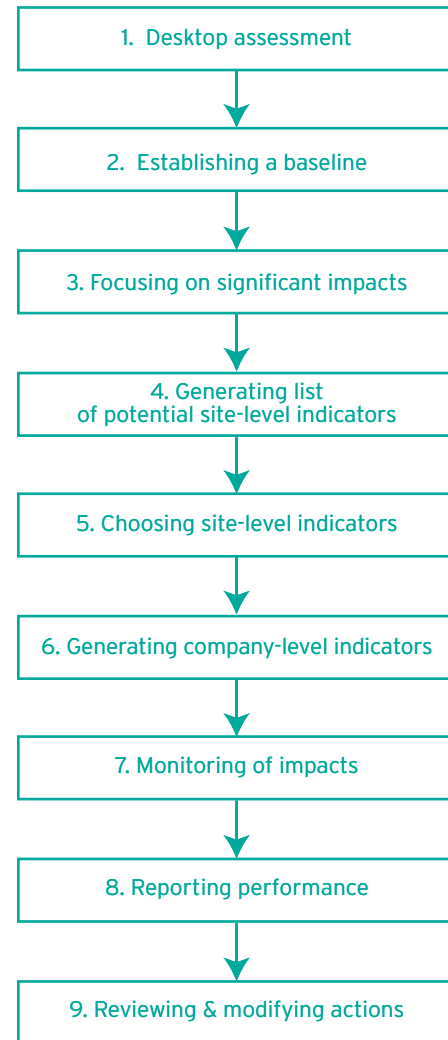 1. Desktop assessment
2. Establishing a baseline
3. Focusing on significant impacts
4. Generating list
of potential site-level indicators
5. Choosing site-level indicators
6. Generating company-level indicators
7. Monitoring of impacts
8. Reporting performance
9. Reviewing & modifying actions